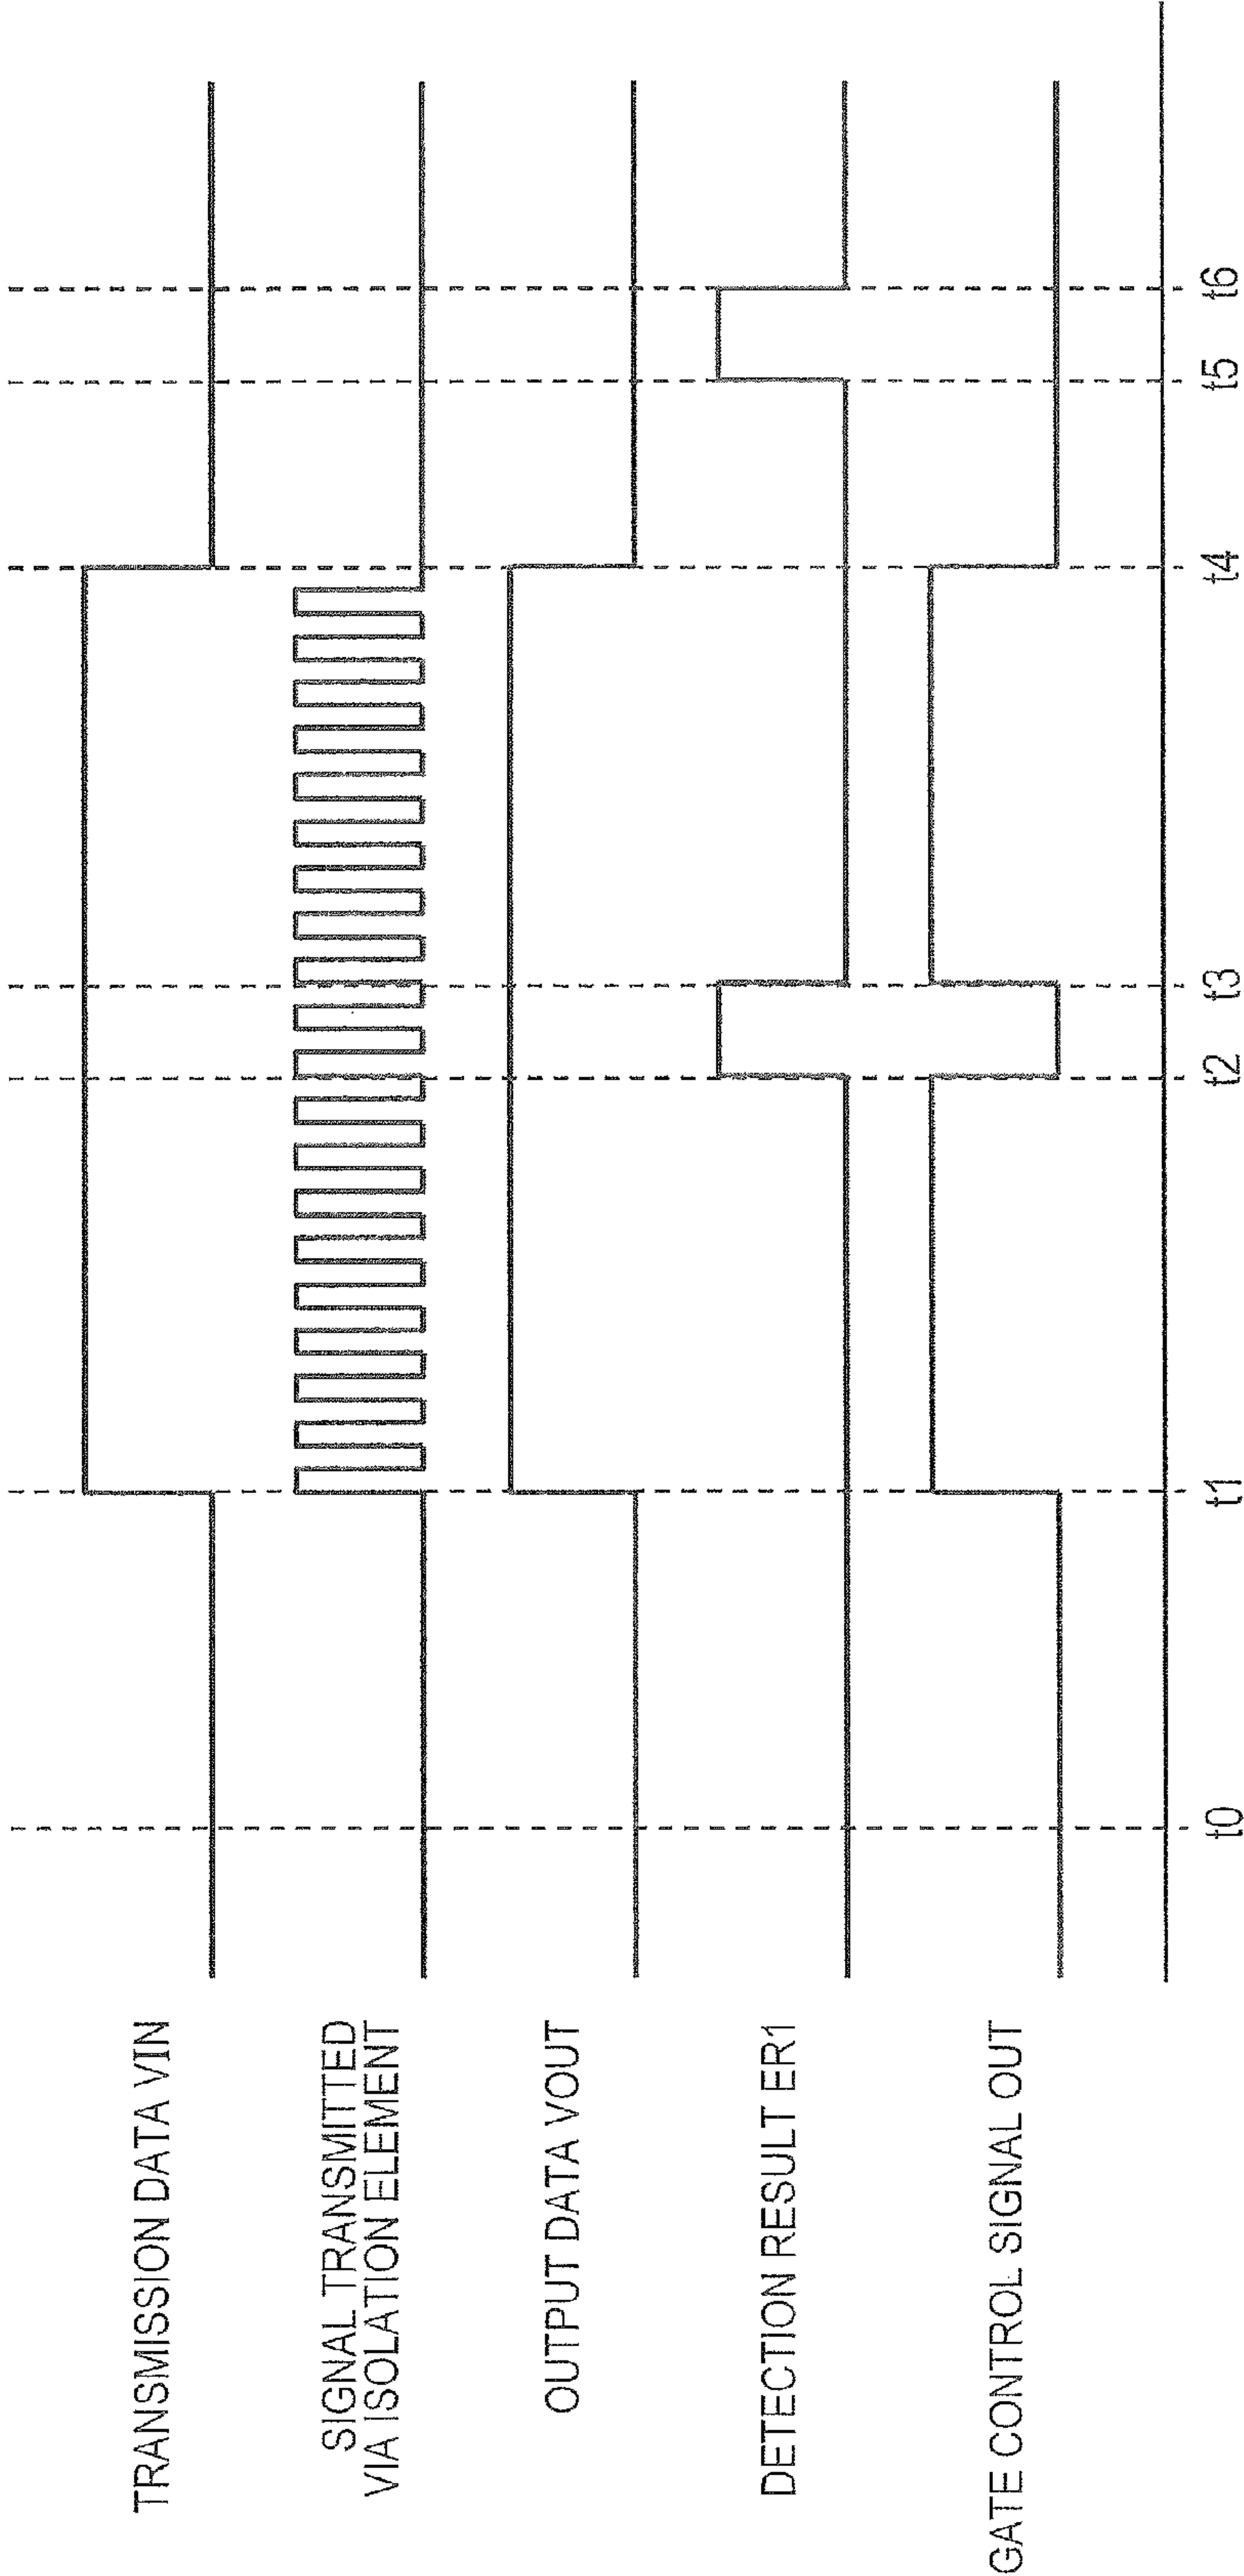 TRANSMISSION DATA VIN
SIGNAL TRANSMITTED
VIA ISOLATION ELEMENT
OUTPUT DATA VOUT
DETECTION RESULT ER1
GATE CONTROL SIGNAL OUT
t0 t1 t2 t3 t4 t5 t6